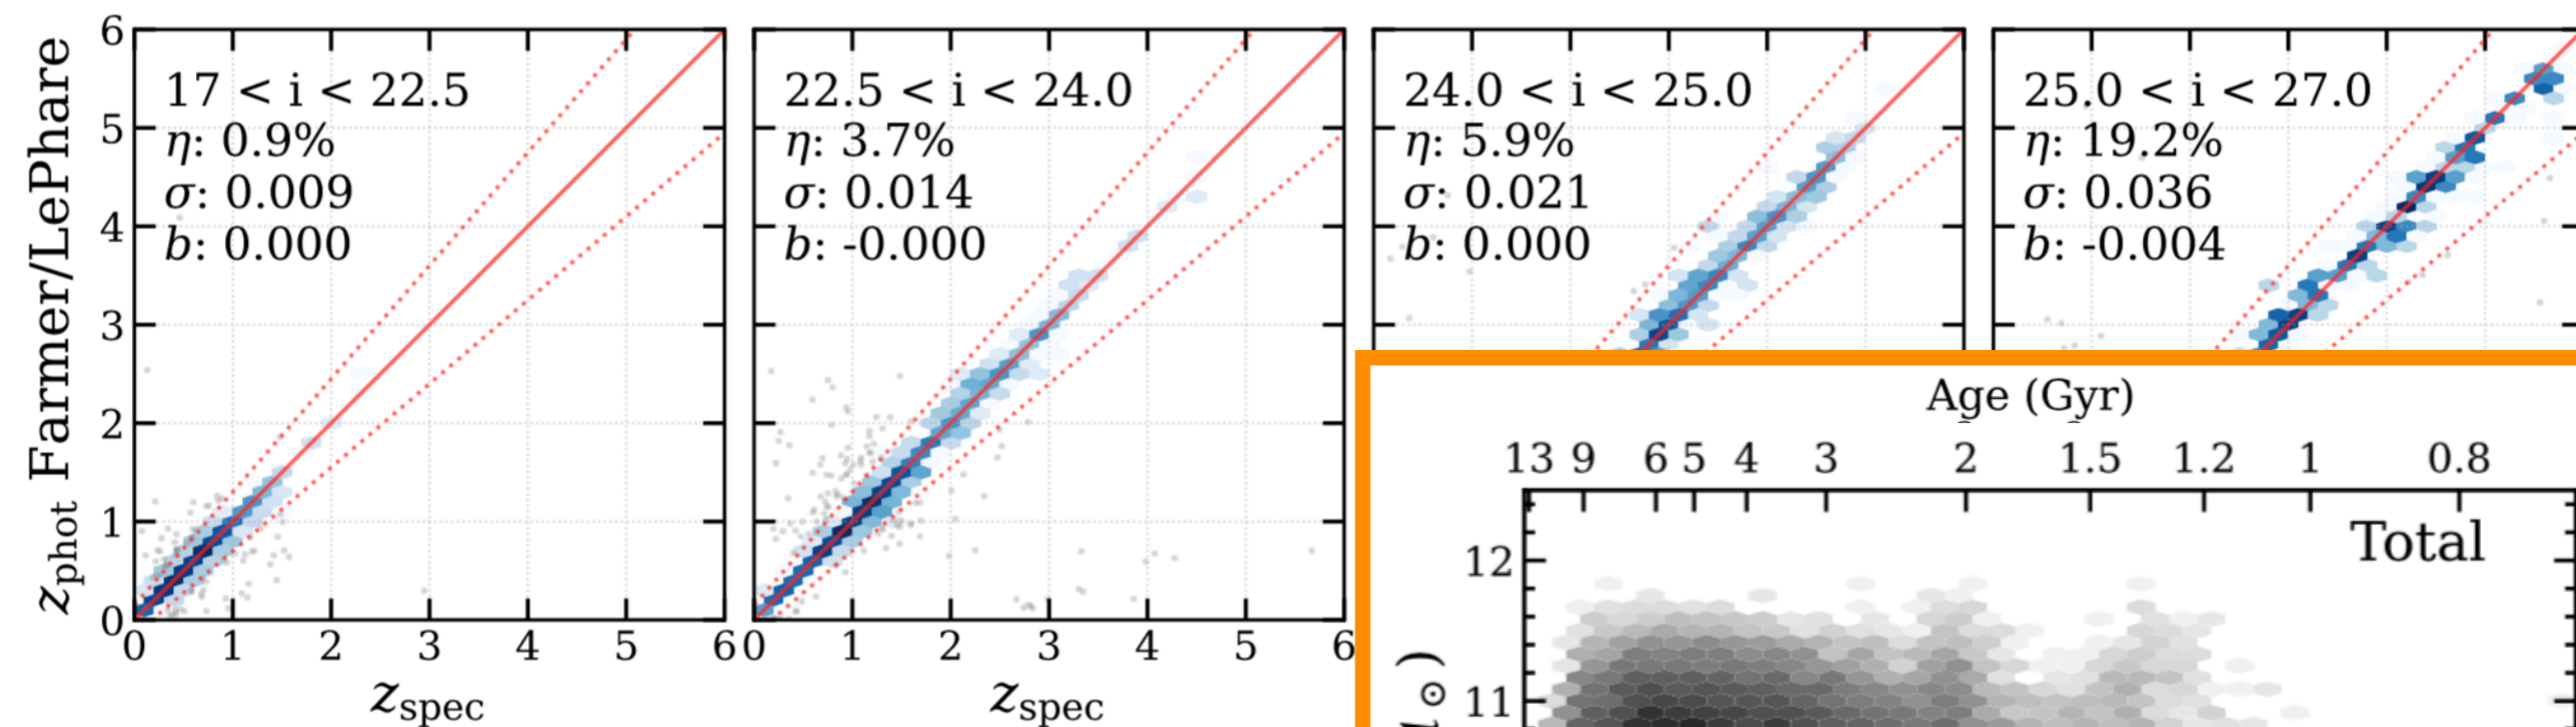 z_phot Farmer/LePhare
6
5
4
3
2
1
0
17 < i < 22.5
η: 0.9%
σ: 0.009
b: 0.000
0 1 2 3 4 5 6
z_spec
22.5 < i < 24.0
η: 3.7%
σ: 0.014
b: -0.000
0 1 2 3 4 5 6
z_spec
24.0 < i < 25.0
η: 5.9%
σ: 0.021
b: 0.000
25.0 < i < 27.0
η: 19.2%
σ: 0.036
b: -0.004
Age (Gyr)
13 9 6 5 4 3 2 1.5 1.2 1 0.8
Total
12
11